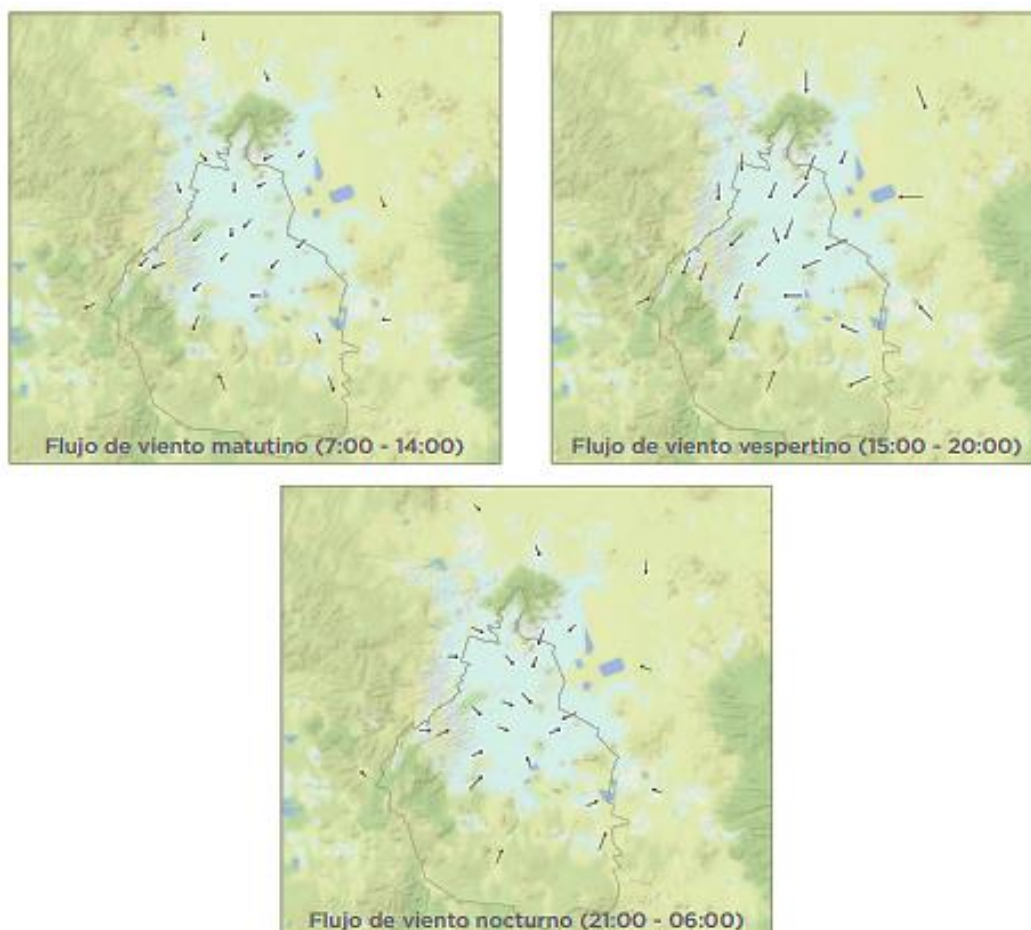 Flujo de viento matutino (7:00 - 14:00)
Flujo de viento vespertino (15:00 - 20:00)
Flujo de viento nocturno (21:00 - 06:00)